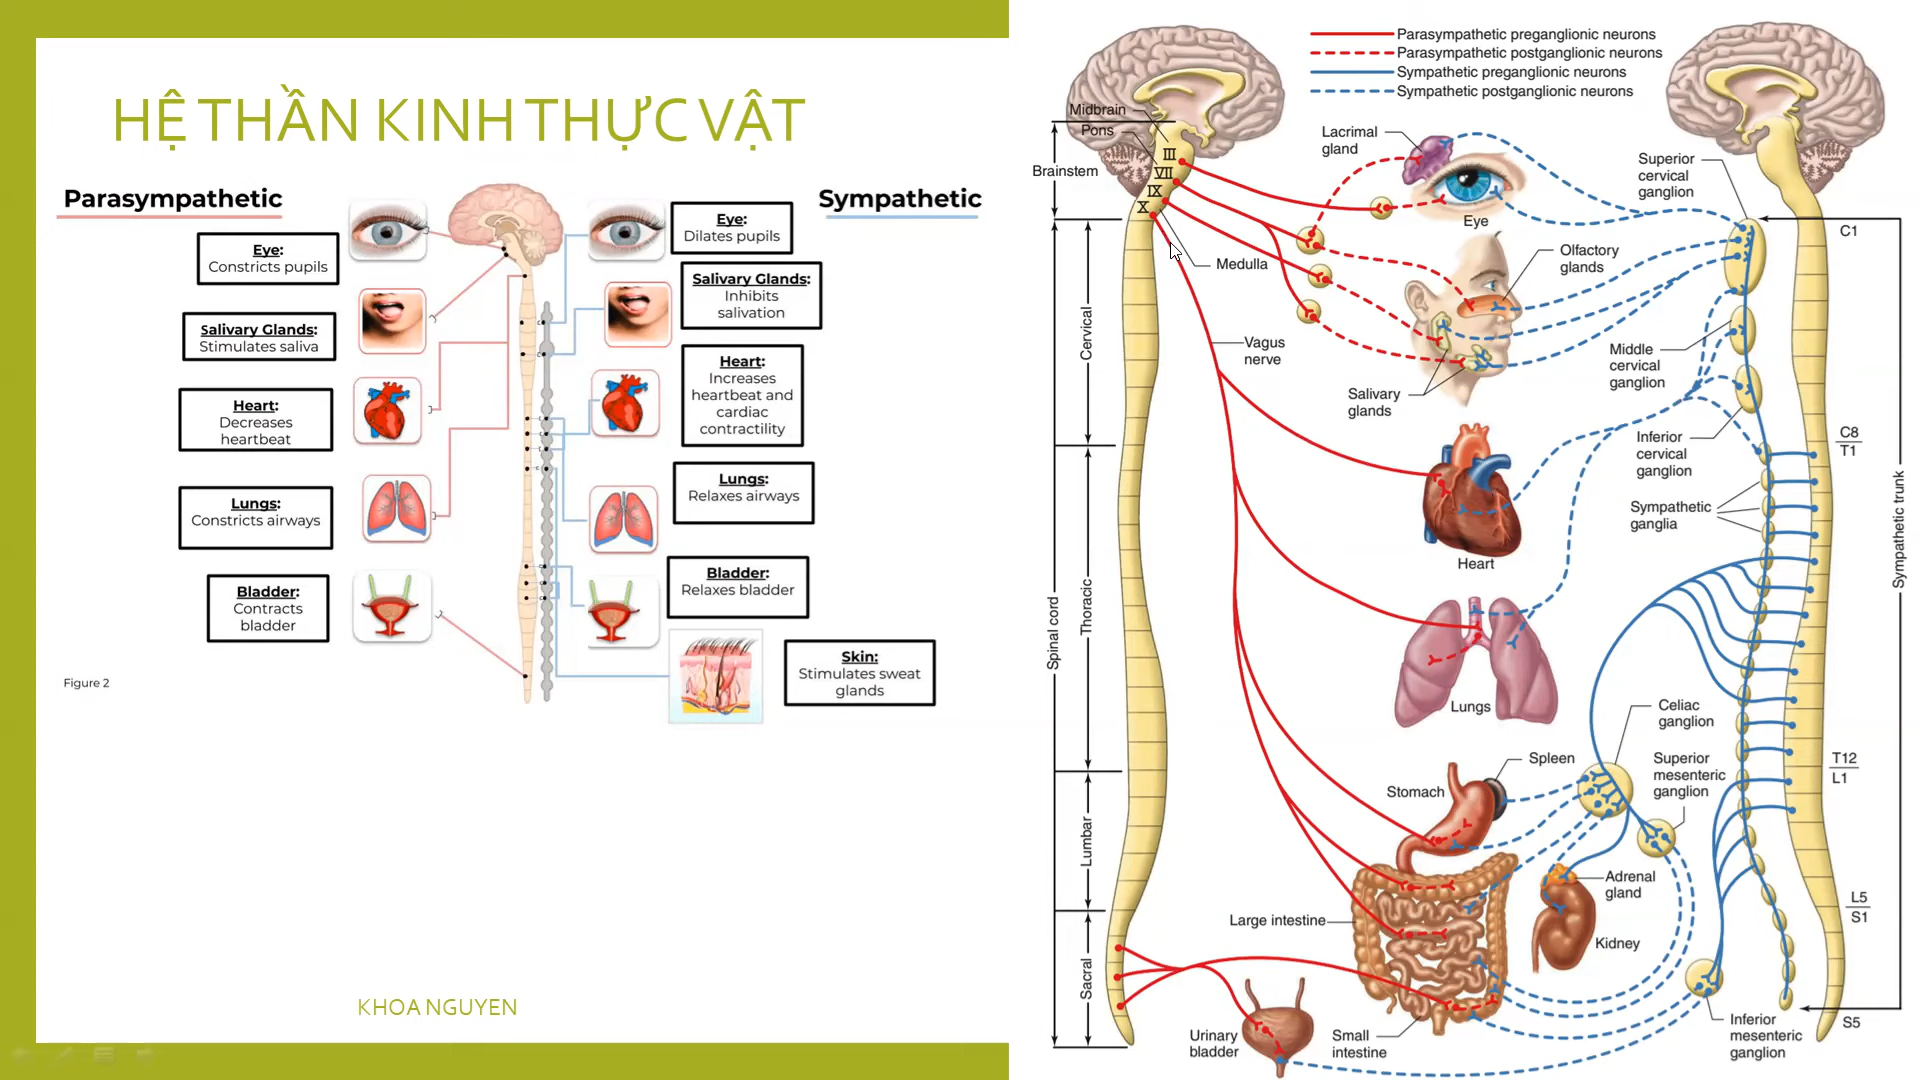 HỆ THẦN KINH THỰC VẬT
Parasympathetic
Sympathetic
Eye:
Constricts pupils
Salivary Glands:
Stimulates saliva
Heart:
Decreases
heartbeat
Lungs:
Constricts airways
Bladder:
Contracts
bladder
Eye:
Dilates pupils
Salivary Glands:
Inhibits
salivation
Heart:
Increases
heartbeat and
cardiac
contractility
Lungs:
Relaxes airways
Bladder:
Relaxes bladder
Skin:
Stimulates sweat
glands
Figure 2
KHOA NGUYEN
Parasympathetic preganglionic neurons
Parasympathetic postganglionic neurons
Sympathetic preganglionic neurons
Sympathetic postganglionic neurons
Midbrain
Pons
Brainstem
III
VII
IX
X
Medulla
Lacrimal
gland
Eye
Superior
cervical
ganglion
C1
Olfactory
glands
Cervical
Vagus
nerve
Salivary
glands
Middle
cervical
ganglion
Inferior
cervical
ganglion
C8
T1
Sympathetic
ganglia
Sympathetic trunk
Heart
Spinal cord
Thoracic
Lungs
Celiac
ganglion
Spleen
Stomach
Superior
mesenteric
ganglion
T12
L1
Lumbar
Adrenal
gland
Large intestine
Kidney
L5
S1
Sacral
Urinary
bladder
Small
intestine
Inferior
mesenteric
ganglion
S5